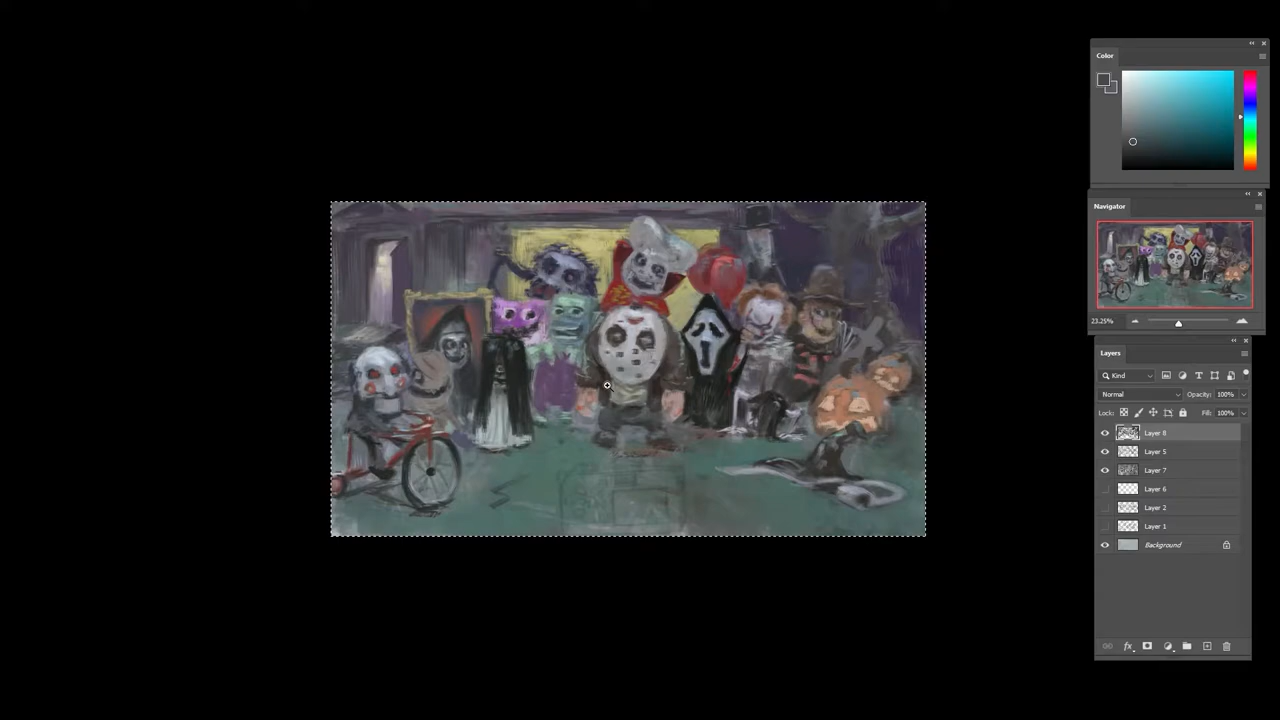 Color
Navigator
23.25%
Layers
Kind
Normal
Opacity: 100%
Lock:
Fill: 100%
Layer 8
Layer 5
Layer 7
Layer 6
Layer 2
Layer 1
Background
fx